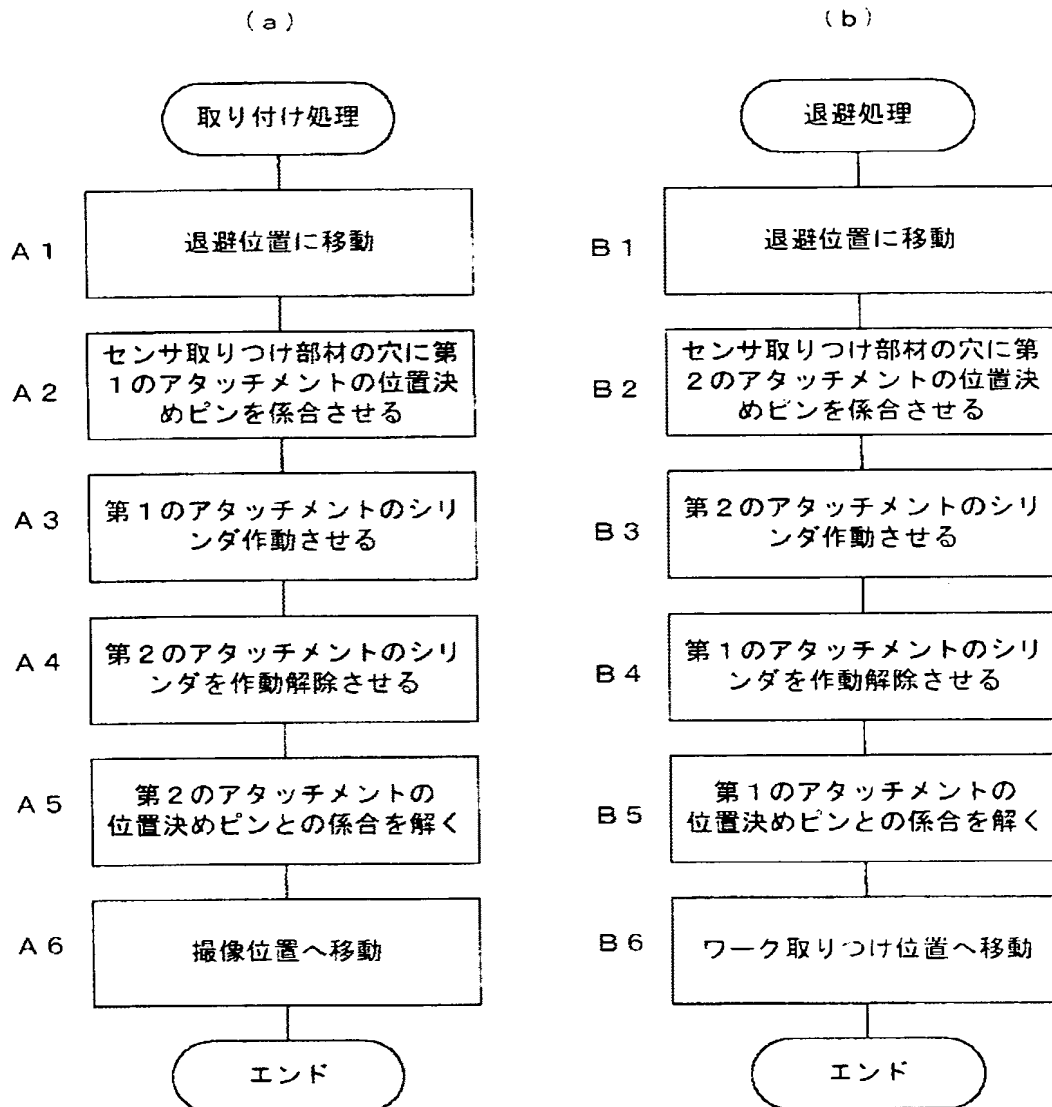 (a)
取り付け処理
A1
退避位置に移動
A2
センサ取りつけ部材の穴に第
1のアタッチメントの位置決
めピンを係合させる
A3
第1のアタッチメントのシリ
ンダ作動させる
A4
第2のアタッチメントのシリ
ンダを作動解除させる
A5
第2のアタッチメントの
位置決めピンとの係合を解く
A6
撮像位置へ移動
エンド
(b)
退避処理
B1
退避位置に移動
B2
センサ取りつけ部材の穴に第
2のアタッチメントの位置決
めピンを係合させる
B3
第2のアタッチメントのシリ
ンダ作動させる
B4
第1のアタッチメントのシリ
ンダを作動解除させる
B5
第1のアタッチメントの
位置決めピンとの係合を解く
B6
ワーク取りつけ位置へ移動
エンド